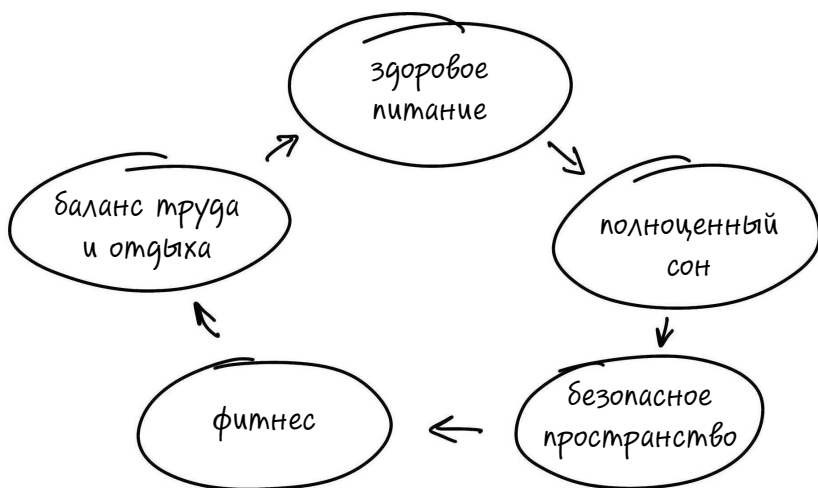 здоровое
питание
полноценный
сон
безопасное
пространство
фитнес
баланс труда
и отдыха